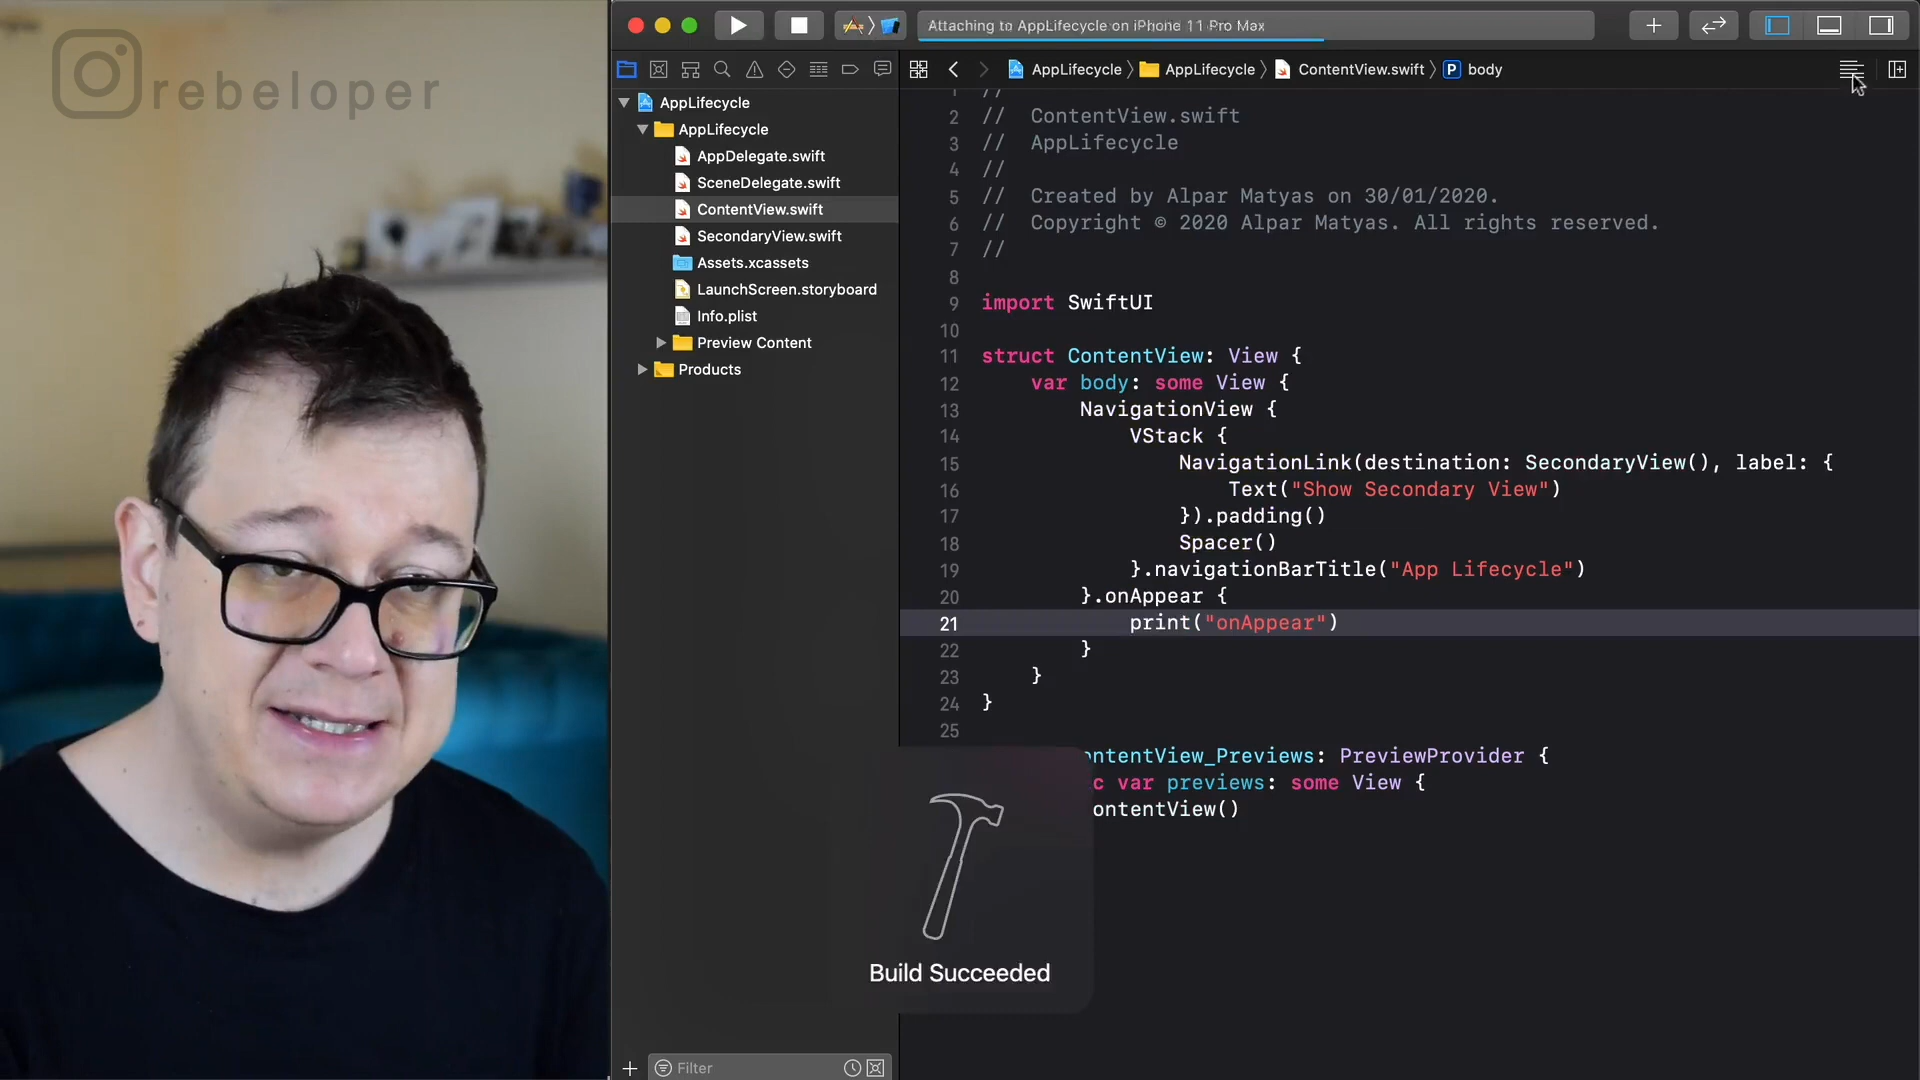 @rebeloper
Attaching to AppLifecycle on iPhone 11 Pro Max
AppLifecycle
AppLifecycle
ContentView.swift
P body
AppLifecycle
AppLifecycle
AppDelegate.swift
SceneDelegate.swift
ContentView.swift
SecondaryView.swift
Assets.xcassets
LaunchScreen.storyboard
Info.plist
Preview Content
Products
Filter
1 //
2 // ContentView.swift
3 // AppLifecycle
4 //
5 // Created by Alpar Matyas on 30/01/2020.
6 // Copyright © 2020 Alpar Matyas. All rights reserved.
7 //
8
9 import SwiftUI
10
11 struct ContentView: View {
12 var body: some View {
13 NavigationView {
14 VStack {
15 NavigationLink(destination: SecondaryView(), label: {
16 Text("Show Secondary View")
17 }).padding()
18 Spacer()
19 }.navigationBarTitle("App Lifecycle")
20 }.onAppear {
21 print("onAppear")
22 }
23 }
24 }
25
ontentView_Previews: PreviewProvider {
c var previews: some View {
ontentView()
Build Succeeded